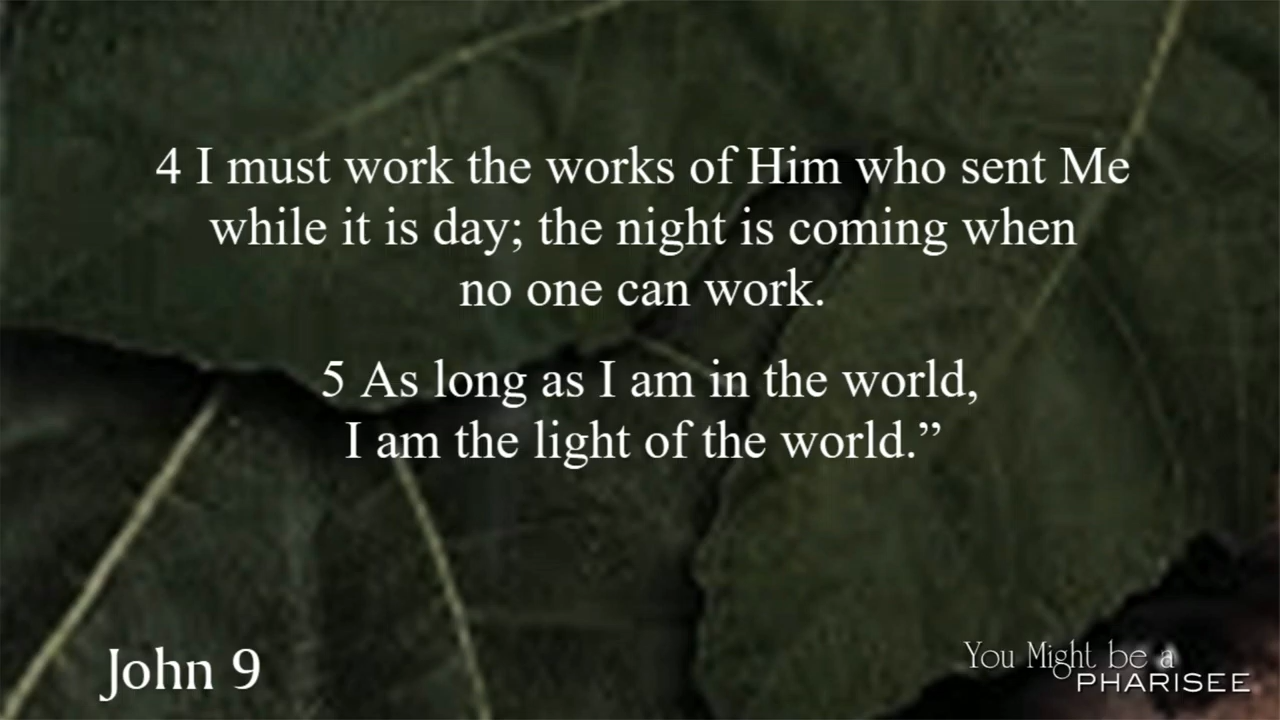 4 I must work the works of Him who sent Me
while it is day; the night is coming when
no one can work.
5 As long as I am in the world,
I am the light of the world.”
John 9
You Might be a
PHARISEE